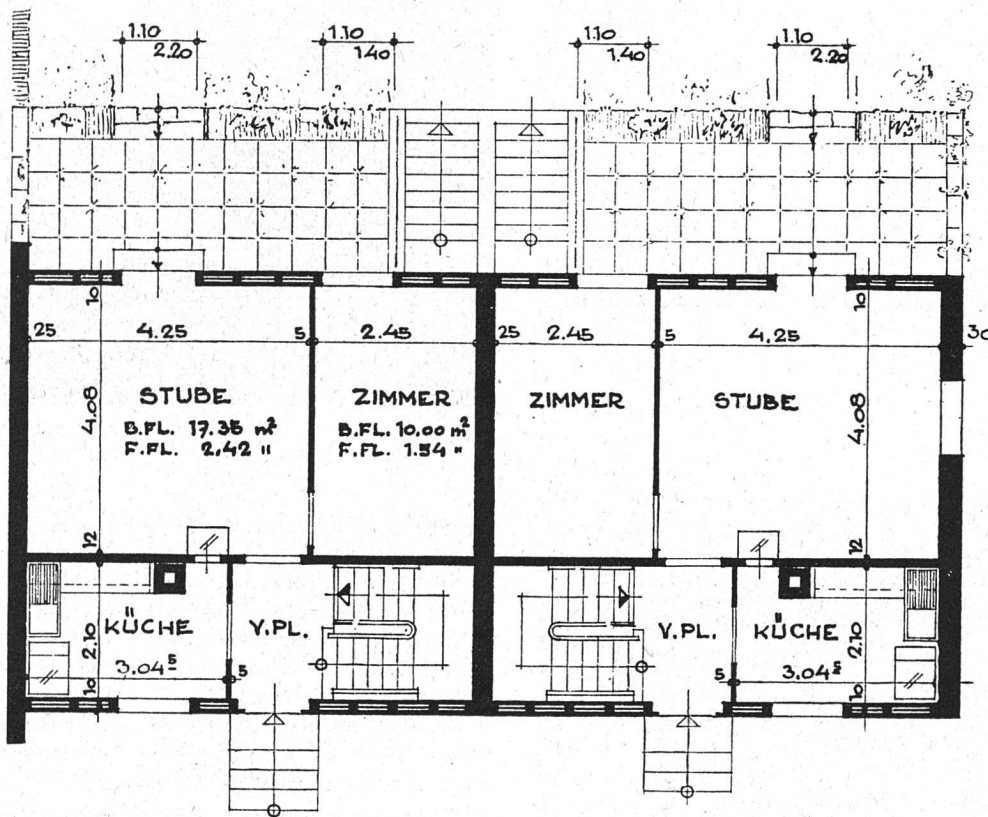 1.10
2.20
1.10
1.40
1.10
1.40
1.10
2.20
10
10
25
4.25
5
2.45
25
2.45
5
4.25
30
4.08
STUBE
B.FL. 17.35 m²
F.FL. 2.42 "
ZIMMER
B.FL. 10.00 m²
F.FL. 1.54 "
ZIMMER
STUBE
4.08
12
12
KÜCHE
V.PL.
V.PL.
KÜCHE
2.10
2.10
3.04⁵
5
5
3.04⁵
10
10